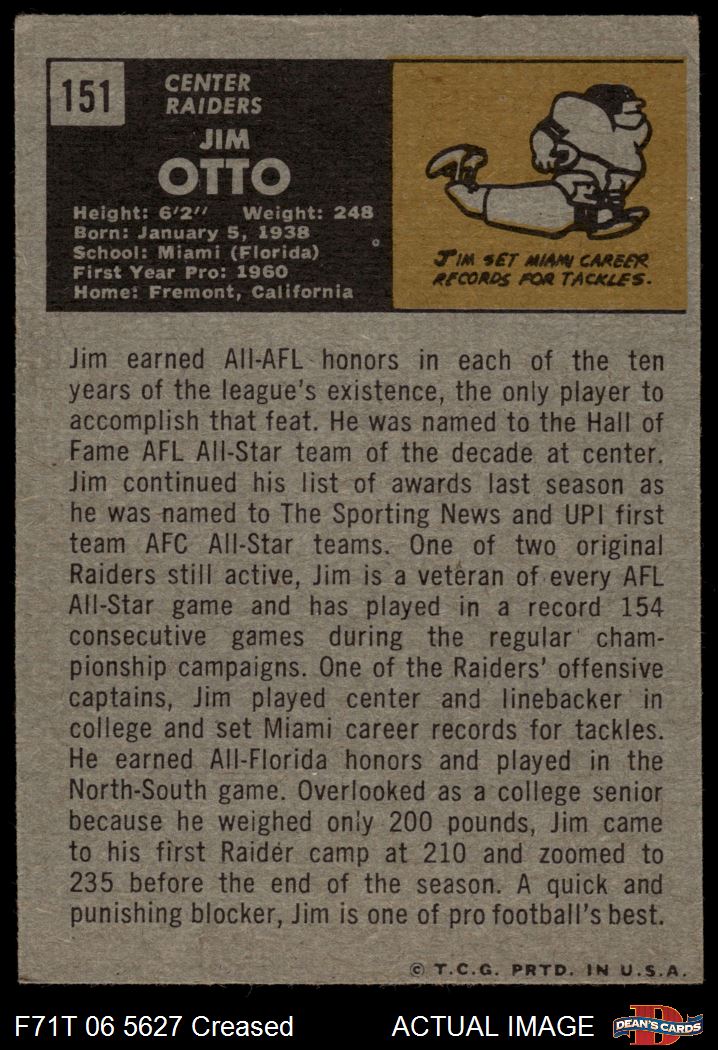 151
CENTER
RAIDERS
JIM
OTTO
Height: 6'2" Weight: 248
Born: January 5, 1938
School: Miami (Florida)
First Year Pro: 1960
Home: Fremont, California
JIM SET MIAMI CAREER
RECORDS FOR TACKLES.
Jim earned All-AFL honors in each of the ten
years of the league's existence, the only player to
accomplish that feat. He was named to the Hall of
Fame AFL All-Star team of the decade at center.
Jim continued his list of awards last season as
he was named to The Sporting News and UPI first
team AFC All-Star teams. One of two original
Raiders still active, Jim is a veteran of every AFL
All-Star game and has played in a record 154
consecutive games during the regular cham-
pionship campaigns. One of the Raiders' offensive
captains, Jim played center and linebacker in
college and set Miami career records for tackles.
He earned All-Florida honors and played in the
North-South game. Overlooked as a college senior
because he weighed only 200 pounds, Jim came
to his first Raider camp at 210 and zoomed to
235 before the end of the season. A quick and
punishing blocker, Jim is one of pro football's best.
© T.C.G. PRTD. IN U.S.A.
F71T 06 5627 Creased ACTUAL IMAGE
D
DEAN'S CARDS